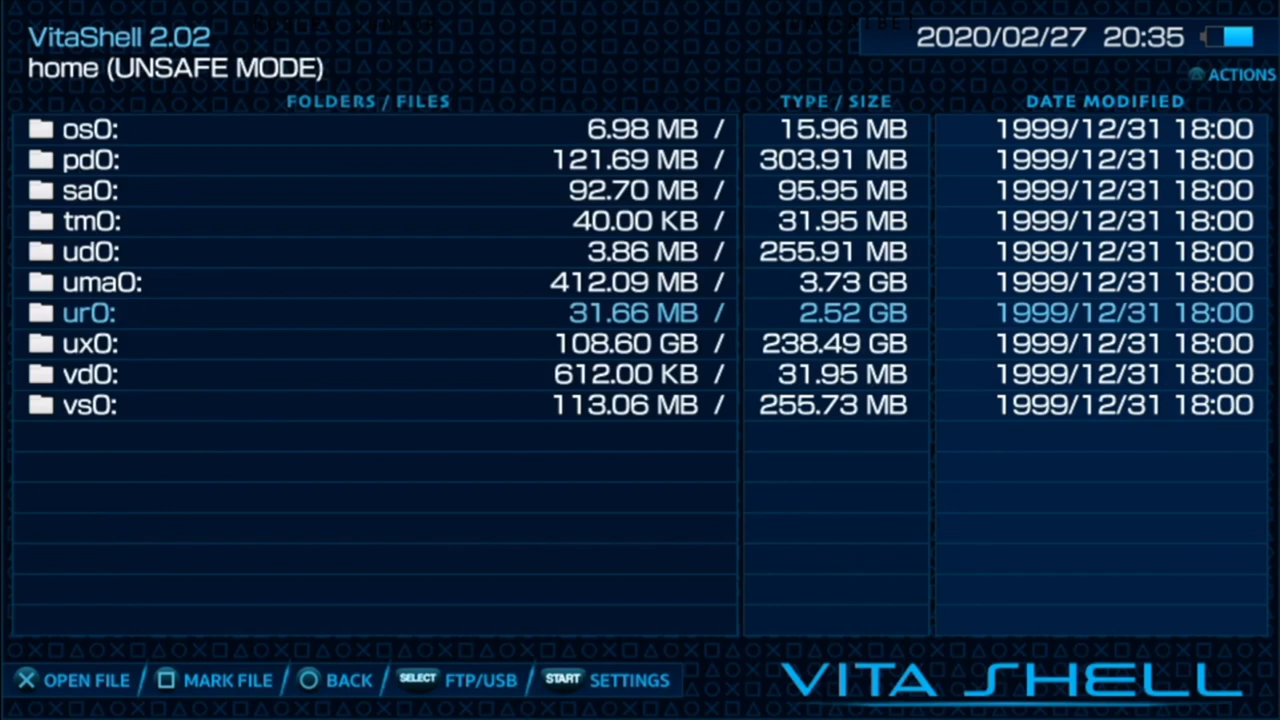 VitaShell 2.02
2020/02/27 20:35
home (UNSAFE MODE)
ACTIONS
FOLDERS / FILES TYPE / SIZE DATE MODIFIED
os0: 6.98 MB / 15.96 MB 1999/12/31 18:00
pd0: 121.69 MB / 303.91 MB 1999/12/31 18:00
sa0: 92.70 MB / 95.95 MB 1999/12/31 18:00
tm0: 40.00 KB / 31.95 MB 1999/12/31 18:00
ud0: 3.86 MB / 255.91 MB 1999/12/31 18:00
uma0: 412.09 MB / 3.73 GB 1999/12/31 18:00
ur0: 31.66 MB / 2.52 GB 1999/12/31 18:00
ux0: 108.60 GB / 238.49 GB 1999/12/31 18:00
vd0: 612.00 KB / 31.95 MB 1999/12/31 18:00
vs0: 113.06 MB / 255.73 MB 1999/12/31 18:00
OPEN FILE / MARK FILE / BACK / SELECT FTP/USB / START SETTINGS
VITA SHELL